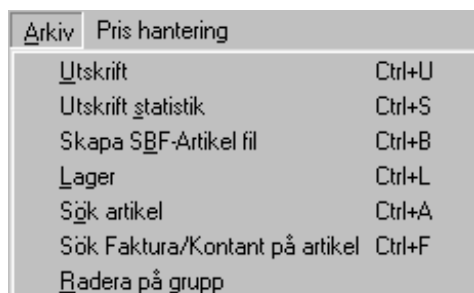 Arkiv Pris hantering
Utskrift Ctrl+U
Utskrift statistik Ctrl+S
Skapa SBF-Artikel fil Ctrl+B
Lager Ctrl+L
Sök artikel Ctrl+A
Sök Faktura/Kontant på artikel Ctrl+F
Radera på grupp